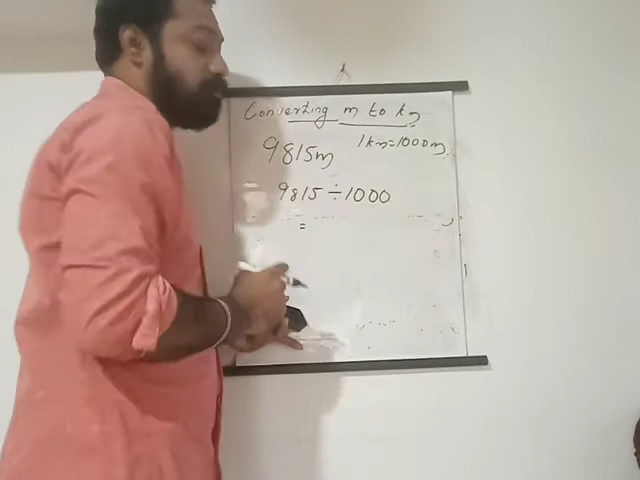 Converting m to km
1km=1000m
9815m
9815 ÷ 1000
=